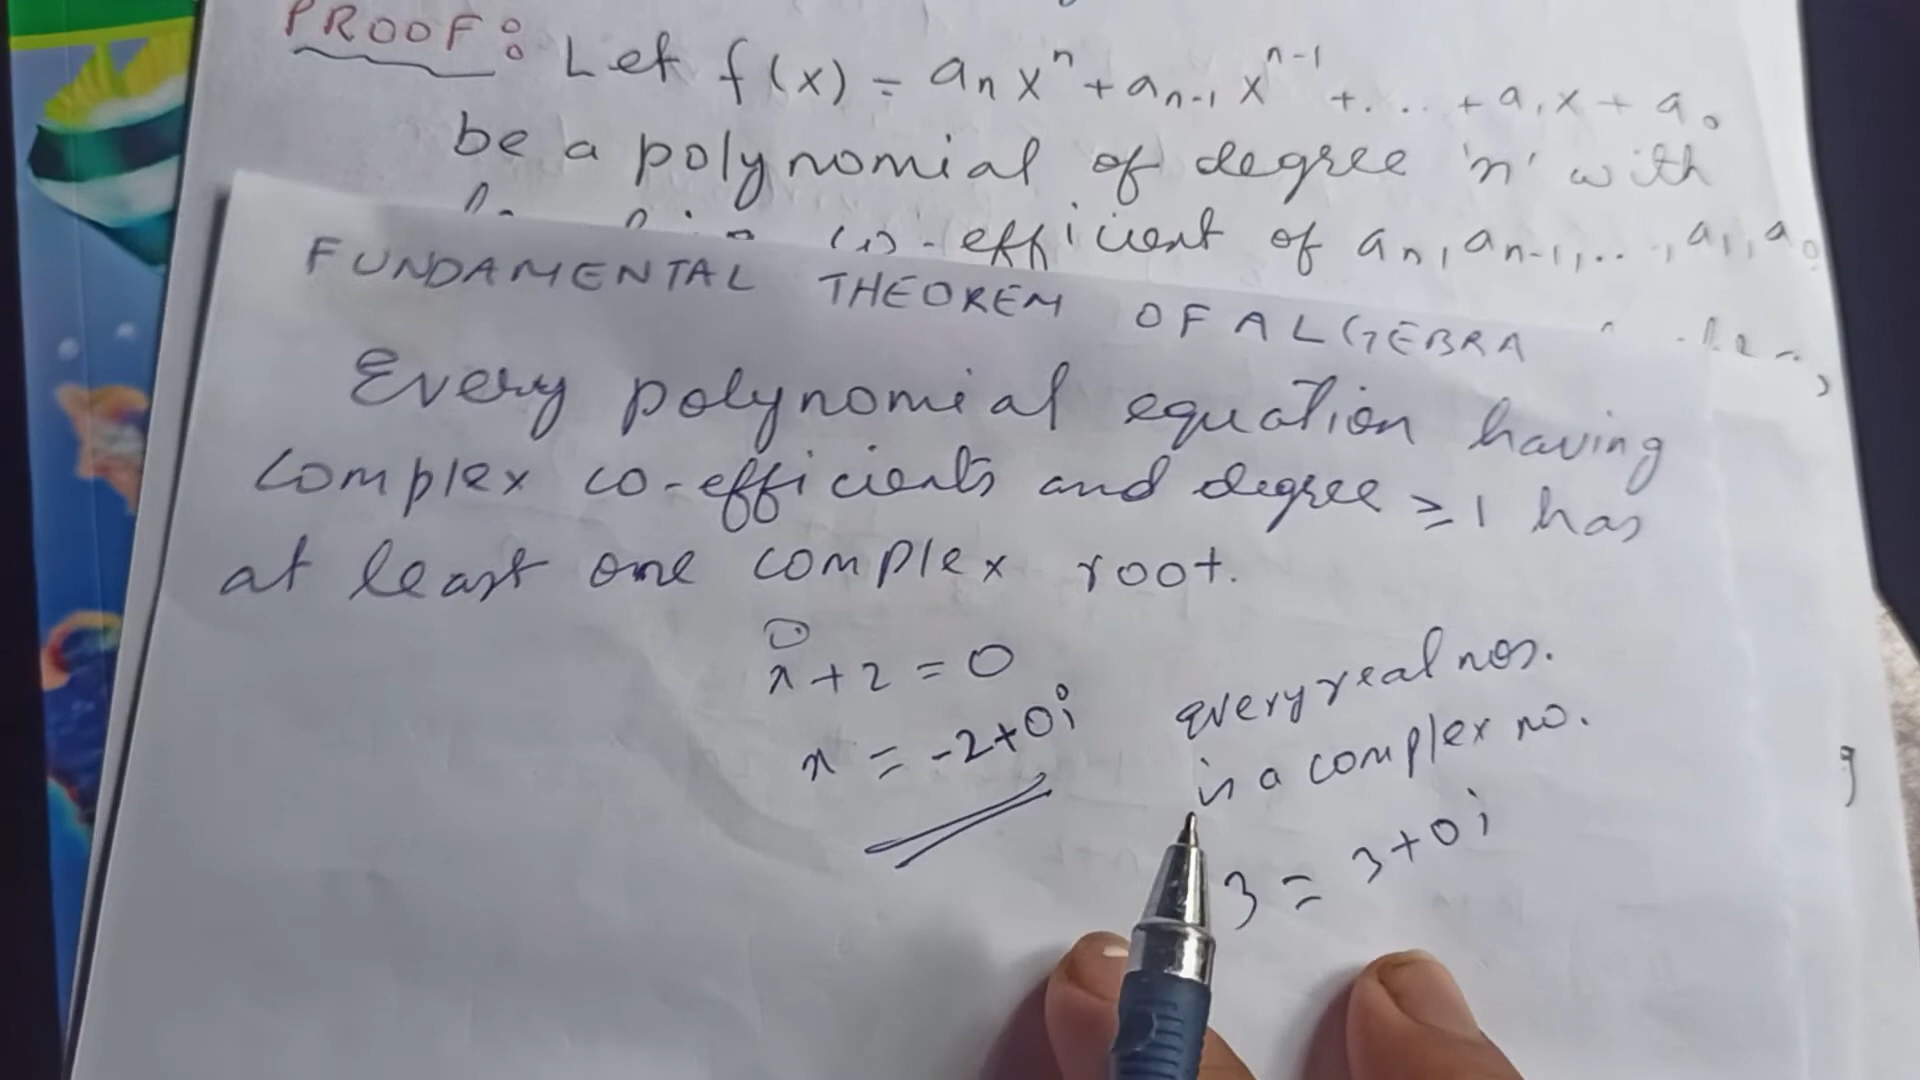 PROOF: Let f(x) = aₙxⁿ + aₙ₋₁xⁿ⁻¹ + ... + a₁x + a₀
be a polynomial of degree 'n' with
co-efficient of aₙ, aₙ₋₁, ..., a₁, a₀
FUNDAMENTAL THEOREM OF ALGEBRA
Every polynomial equation having
complex co-efficients and degree ≥ 1 has
at least one complex root.
x + 2 = 0
x = -2+0i
every real nos.
is a complex no.
3 = 3+0i